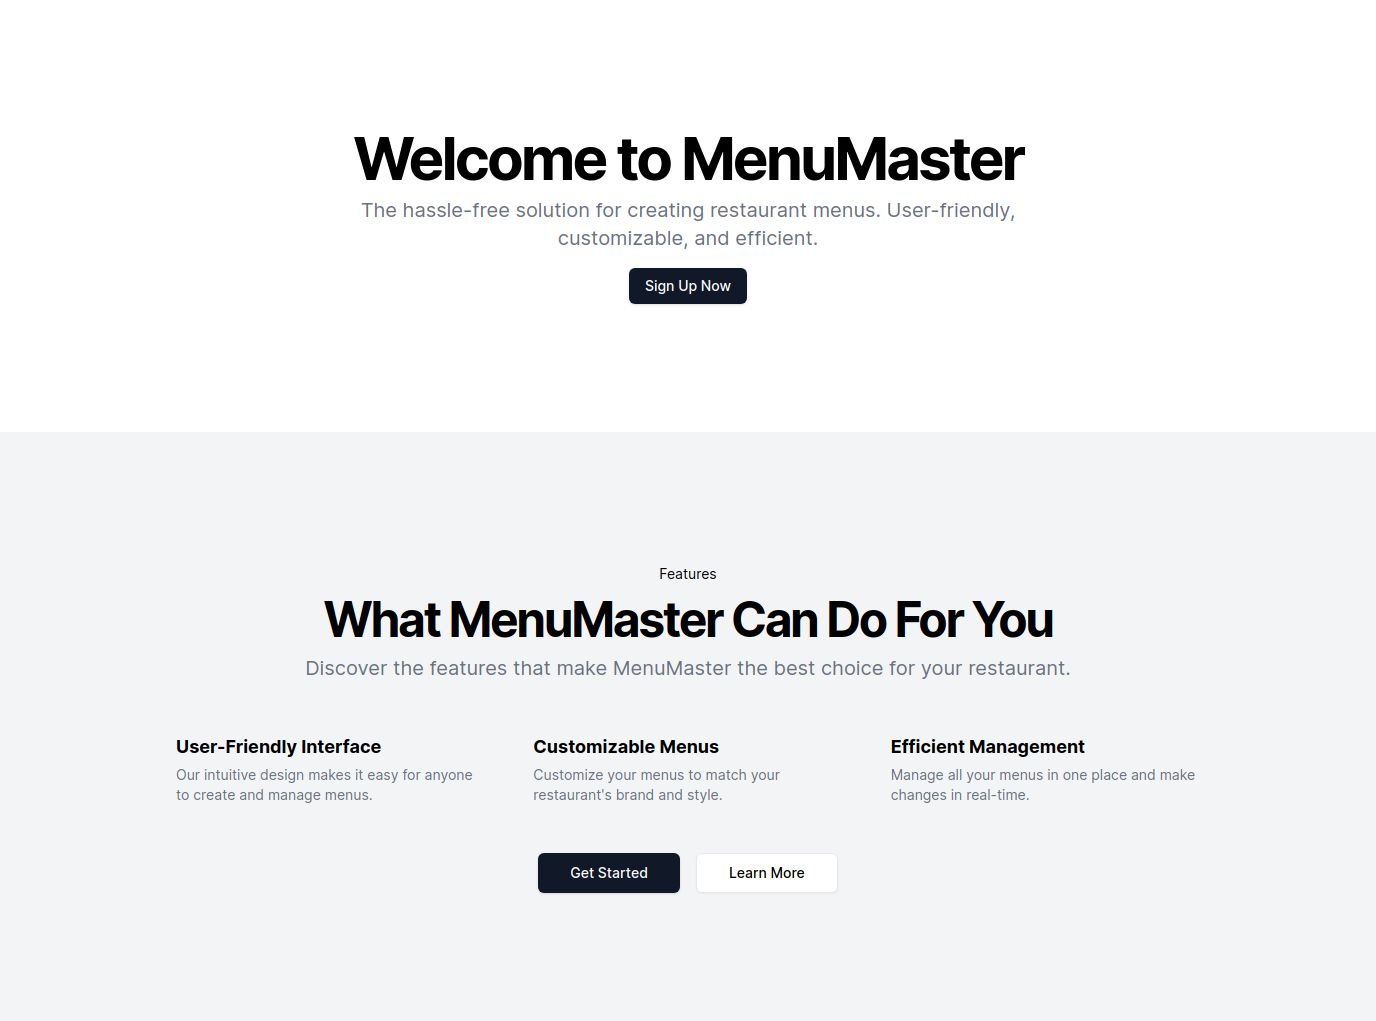 Welcome to MenuMaster
The hassle-free solution for creating restaurant menus. User-friendly,
customizable, and efficient.
Sign Up Now
Features
What MenuMaster Can Do For You
Discover the features that make MenuMaster the best choice for your restaurant.
User-Friendly Interface
Our intuitive design makes it easy for anyone
to create and manage menus.
Customizable Menus
Customize your menus to match your
restaurant's brand and style.
Efficient Management
Manage all your menus in one place and make
changes in real-time.
Get Started
Learn More